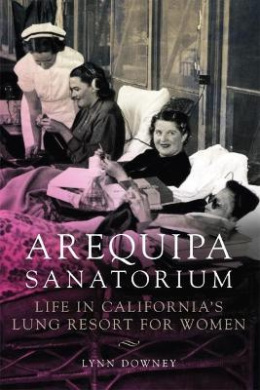 AREQUIPA
SANATORIUM
LIFE IN CALIFORNIA'S
LUNG RESORT FOR WOMEN
LYNN DOWNEY